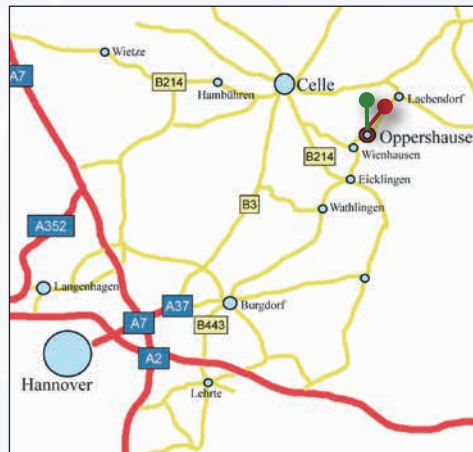 Wietze
A7
B214
Hambühren
Celle
Lachendorf
Oppershause
B214
Wienhausen
Eicklingen
B3
Wathlingen
A352
Langenhagen
A37
Burgdorf
A7
B443
A2
Hannover
Lehrte